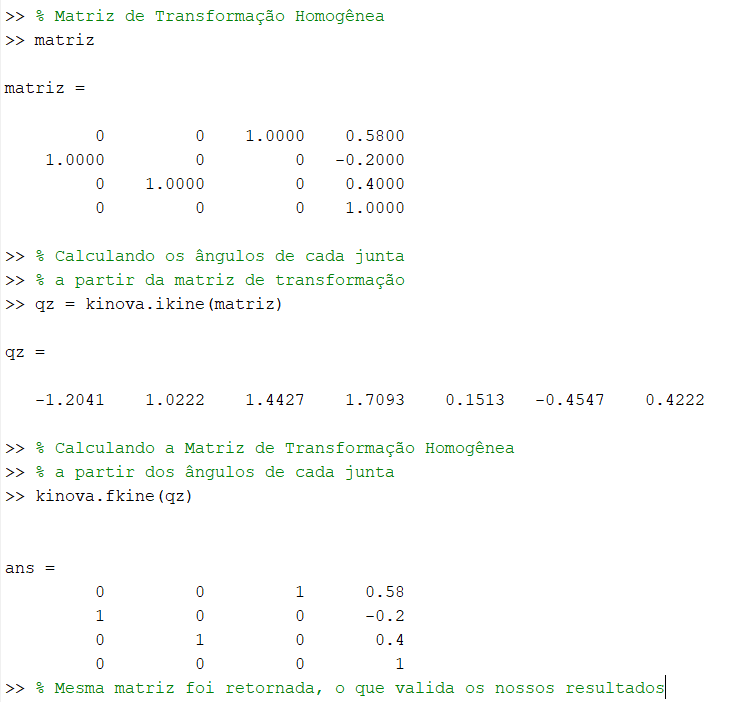 >> % Matriz de Transformação Homogênea
>> matriz
matriz =
0 0 1.0000 0.5800
1.0000 0 0 -0.2000
0 1.0000 0 0.4000
0 0 0 1.0000
>> % Calculando os ângulos de cada junta
>> % a partir da matriz de transformação
>> qz = kinova.ikine(matriz)
qz =
-1.2041 1.0222 1.4427 1.7093 0.1513 -0.4547 0.4222
>> % Calculando a Matriz de Transformação Homogênea
>> % a partir dos ângulos de cada junta
>> kinova.fkine(qz)
ans =
0 0 1 0.58
1 0 0 -0.2
0 1 0 0.4
0 0 0 1
>> % Mesma matriz foi retornada, o que valida os nossos resultados